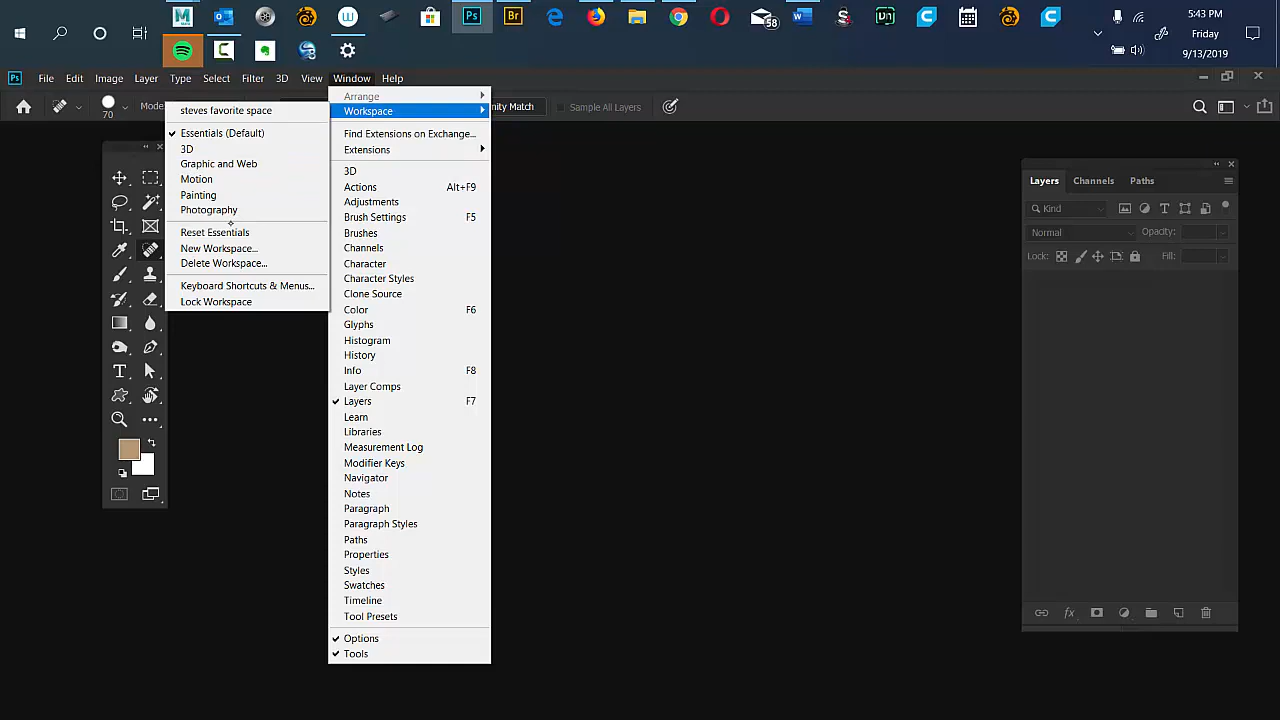 5:43 PM
58
Friday
9/13/2019
File Edit Image Layer Type Select Filter 3D View Window Help
70
Mode
nity Match
Sample All Layers
steves favorite space
Essentials (Default)
3D
Graphic and Web
Motion
Painting
Photography
Reset Essentials
New Workspace...
Delete Workspace...
Keyboard Shortcuts & Menus...
Lock Workspace
Arrange
Workspace
Find Extensions on Exchange...
Extensions
3D
Actions Alt+F9
Adjustments
Brush Settings F5
Brushes
Channels
Character
Character Styles
Clone Source
Color F6
Glyphs
Histogram
History
Info F8
Layer Comps
Layers F7
Learn
Libraries
Measurement Log
Modifier Keys
Navigator
Notes
Paragraph
Paragraph Styles
Paths
Properties
Styles
Swatches
Timeline
Tool Presets
Options
Tools
Layers Channels Paths
Kind
Normal Opacity:
Lock: Fill: